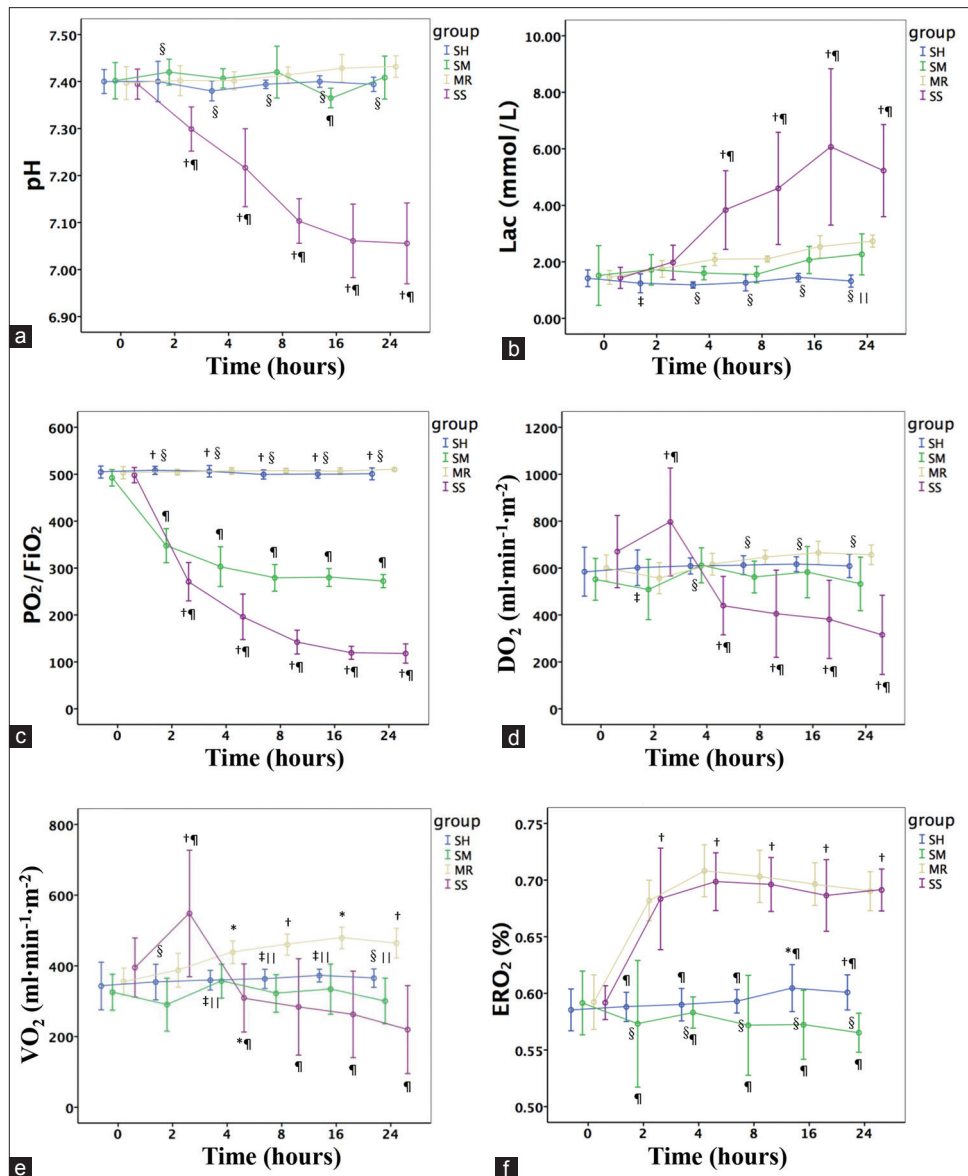 group
SH
SM
MR
SS
7.50
7.40
7.30
7.20
7.10
7.00
6.90
pH
§
§ § § §
¶
†¶
†¶
†¶
†¶ †¶
0 2 4 8 16 24
Time (hours)
a
group
SH
SM
MR
SS
10.00
8.00
6.00
4.00
2.00
0.00
Lac (mmol/L)
†¶
†¶ †¶
†¶
‡ § § § §||
0 2 4 8 16 24
Time (hours)
b
group
SH
SM
MR
SS
600
500
400
300
200
100
0
PO₂/FiO₂
† § † § † § † § † §
¶ ¶ ¶ ¶ ¶
†¶ †¶ †¶ †¶ †¶
0 2 4 8 16 24
Time (hours)
c
group
SH
SM
MR
SS
1200
1000
800
600
400
200
0
DO₂ (ml·min⁻¹·m⁻²)
†¶
§ § §
‡ §
†¶ †¶ †¶ †¶
0 2 4 8 16 24
Time (hours)
d
group
SH
SM
MR
SS
800
600
400
200
0
VO₂ (ml·min⁻¹·m⁻²)
†¶
* † * †
§ ‡|| ‡|| §||
‡||
*¶ ¶ ¶ ¶
0 2 4 8 16 24
Time (hours)
e
group
SH
SM
MR
SS
0.75
0.70
0.65
0.60
0.55
0.50
ERO₂ (%)
† † † † †
¶ ¶ ¶ *¶ †¶
§ § § § §
¶ ¶ ¶ ¶ ¶
0 2 4 8 16 24
Time (hours)
f